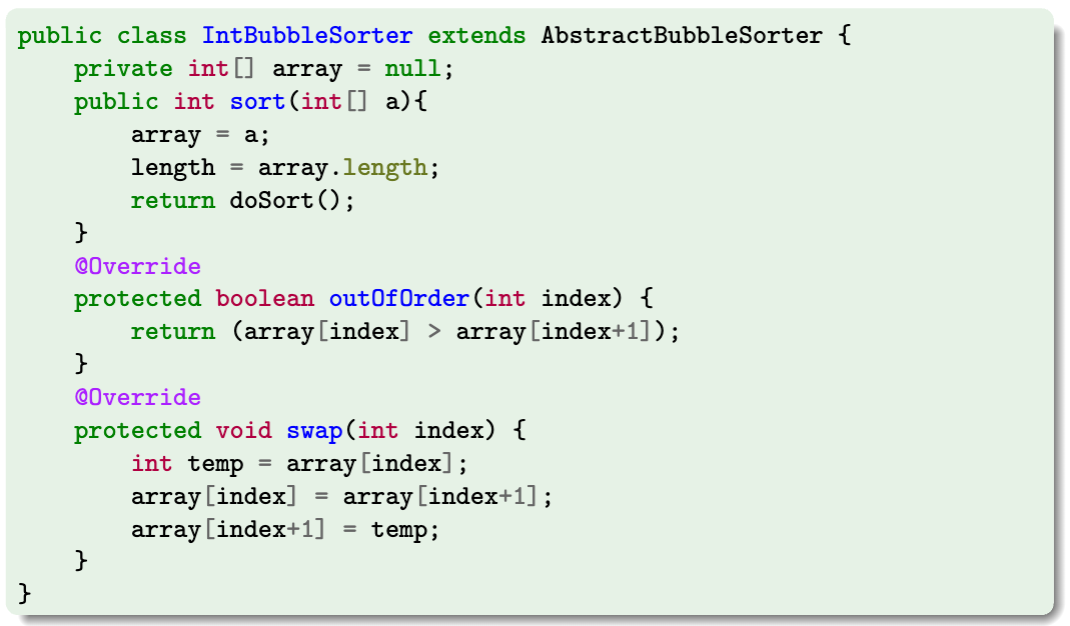 public class IntBubbleSorter extends AbstractBubbleSorter {
    private int[] array = null;
    public int sort(int[] a){
        array = a;
        length = array.length;
        return doSort();
    }
    @Override
    protected boolean outOfOrder(int index) {
        return (array[index] > array[index+1]);
    }
    @Override
    protected void swap(int index) {
        int temp = array[index];
        array[index] = array[index+1];
        array[index+1] = temp;
    }
}